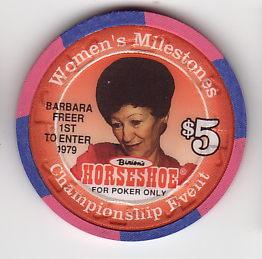 Women's Milestones
BARBARA
FREER
1ST
TO ENTER
1979
$5
Binion's
HORSESHOE®
FOR POKER ONLY
Championship Event